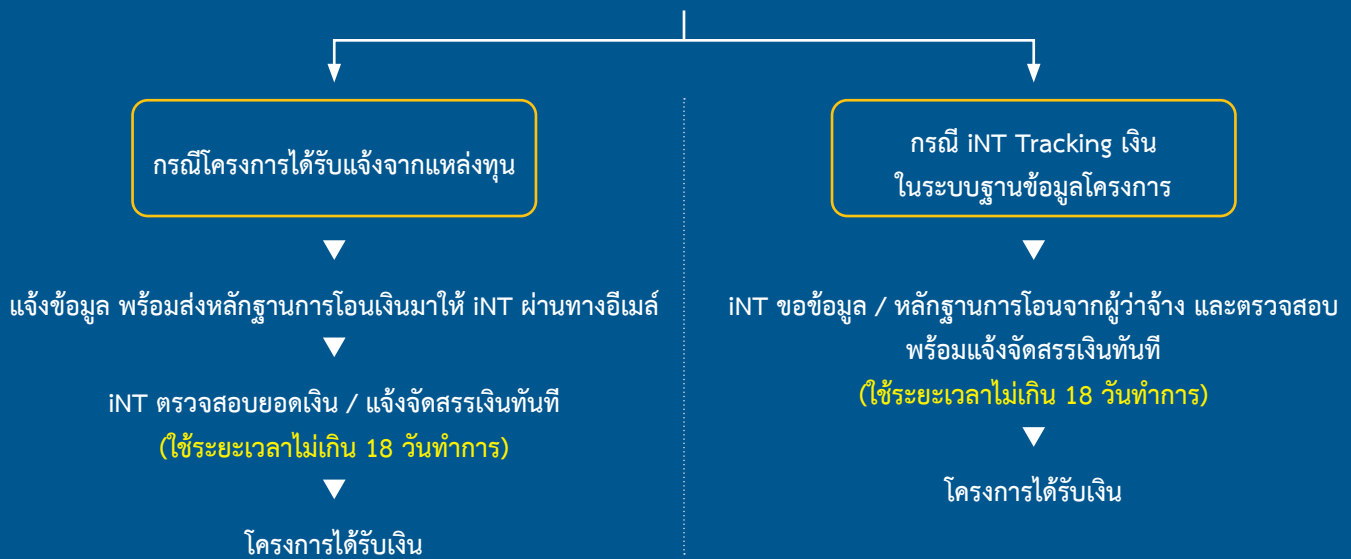 กรณีโครงการได้รับแจ้งจากแหล่งทุน
แจ้งข้อมูล พร้อมส่งหลักฐานการโอนเงินมาให้ iNT ผ่านทางอีเมล์
iNT ตรวจสอบยอดเงิน / แจ้งจัดสรรเงินทันที
(ใช้ระยะเวลาไม่เกิน 18 วันทำการ)
โครงการได้รับเงิน
กรณี iNT Tracking เงิน
ในระบบฐานข้อมูลโครงการ
iNT ขอข้อมูล / หลักฐานการโอนจากผู้ว่าจ้าง และตรวจสอบ
พร้อมแจ้งจัดสรรเงินทันที
(ใช้ระยะเวลาไม่เกิน 18 วันทำการ)
โครงการได้รับเงิน